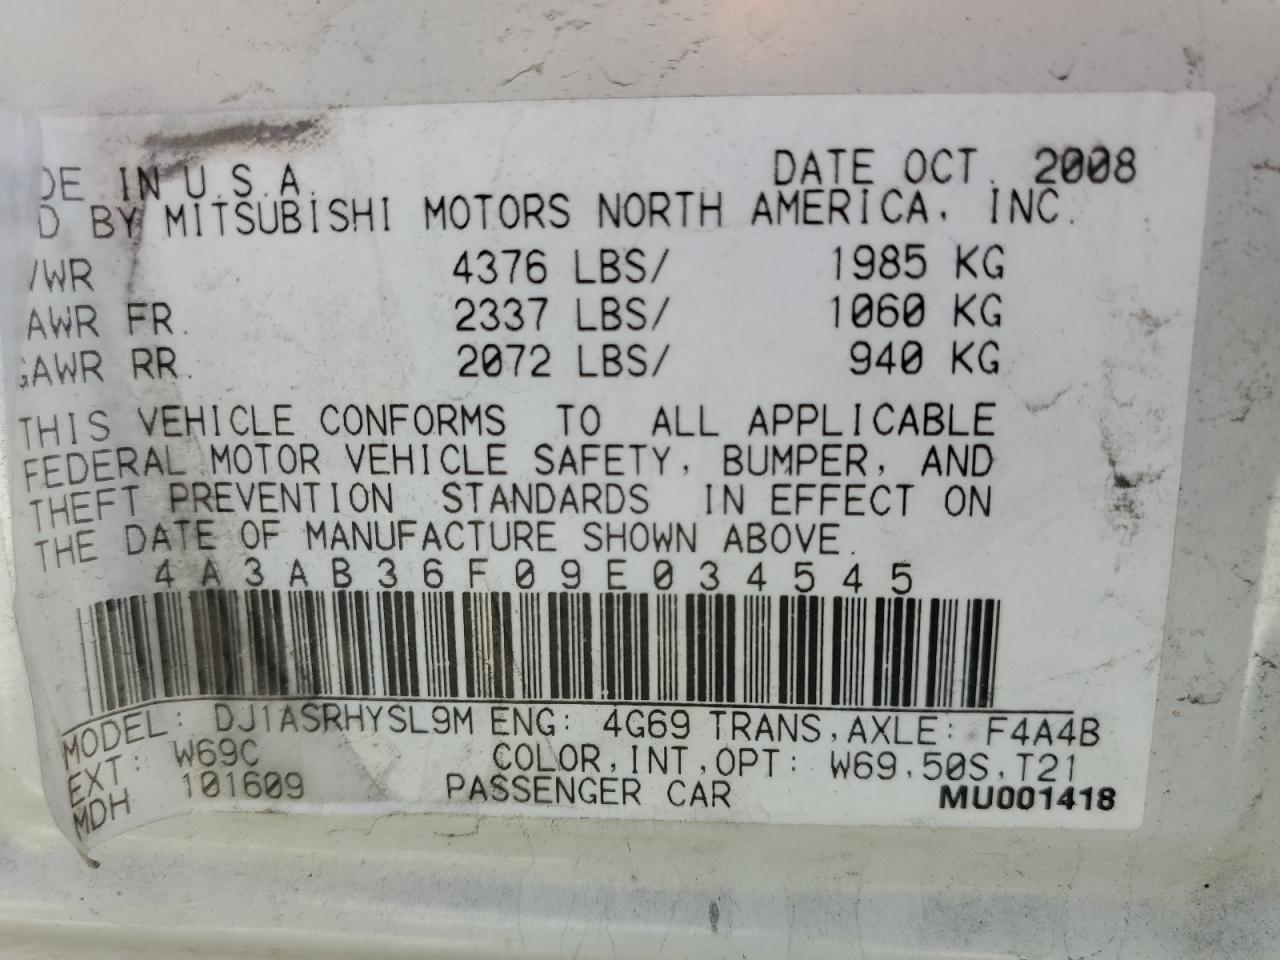 DE IN U.S.A. DATE OCT. 2008
D BY MITSUBISHI MOTORS NORTH AMERICA, INC.
VWR 4376 LBS/ 1985 KG
AWR FR. 2337 LBS/ 1060 KG
GAWR RR. 2072 LBS/ 940 KG
THIS VEHICLE CONFORMS TO ALL APPLICABLE
FEDERAL MOTOR VEHICLE SAFETY, BUMPER, AND
THEFT PREVENTION STANDARDS IN EFFECT ON
THE DATE OF MANUFACTURE SHOWN ABOVE.
4A3AB36F09E034545
MODEL: DJ1ASRHYSL9M ENG: 4G69 TRANS,AXLE: F4A4B
EXT: W69C COLOR,INT,OPT: W69,50S,T21
MDH 101609 PASSENGER CAR MU001418